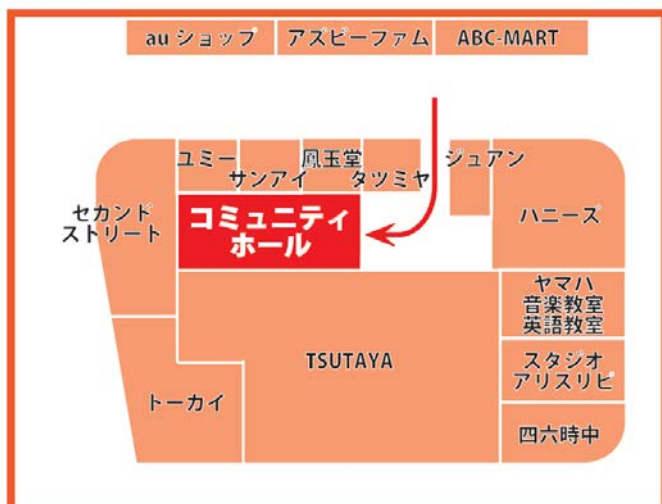 au ショップ
アズビーファム
ABC-MART
ユミー
サンアイ
鳳玉堂
タツミヤ
ジュアン
セカンド
ストリート
コミュニティ
ホール
ハニーズ
ヤマハ
音楽教室
英語教室
TSUTAYA
スタジオ
アリスリピ
トーカイ
四六時中